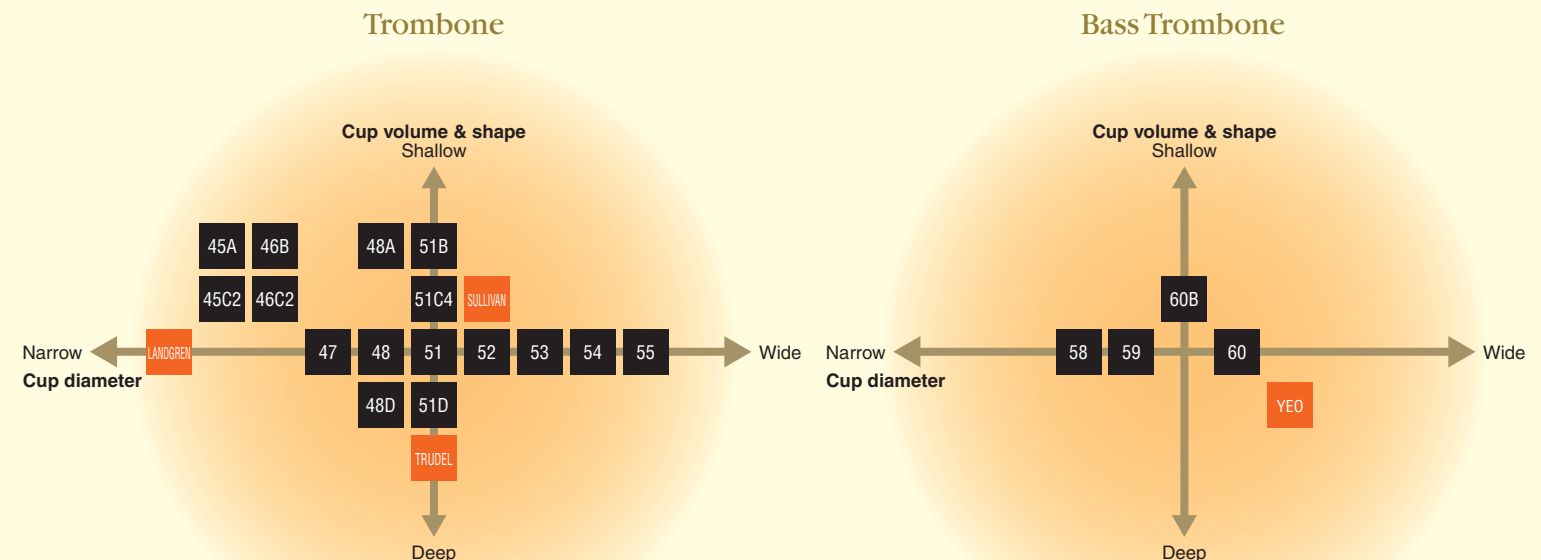 Trombone
Cup volume & shape
Shallow
45A 46B 48A 51B
45C2 46C2 51C4 SULLIVAN
Narrow LANDGREN 47 48 51 52 53 54 55 Wide
Cup diameter
48D 51D
TRUDEL
Deep
Bass Trombone
Cup volume & shape
Shallow
60B
Narrow 58 59 60 Wide
Cup diameter
YEO
Deep